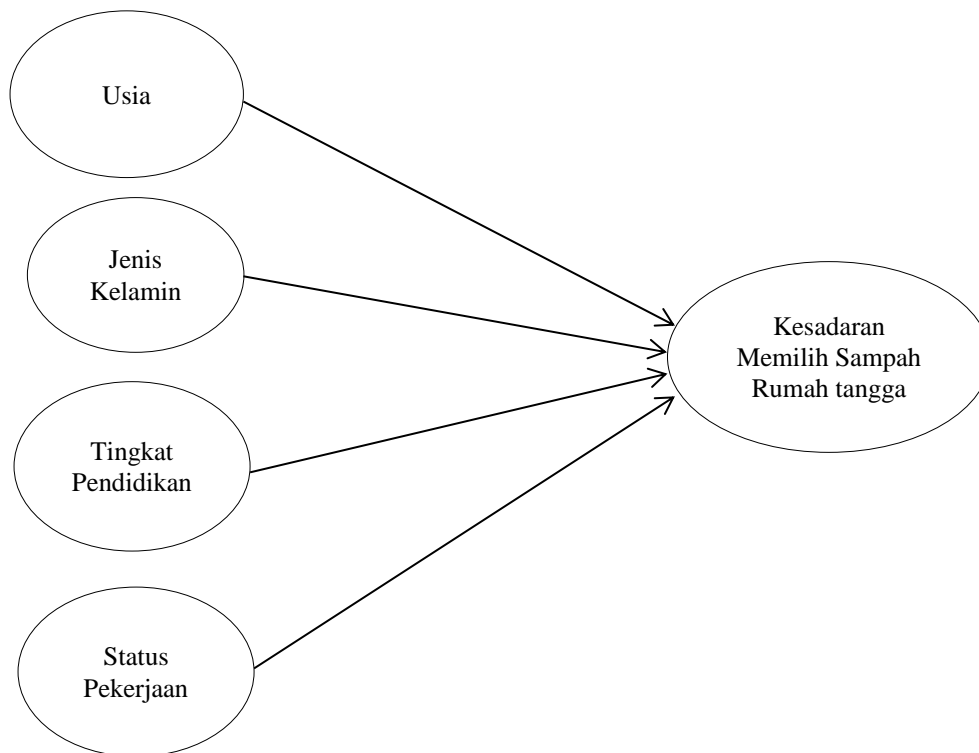 Usia
Jenis
Kelamin
Tingkat
Pendidikan
Status
Pekerjaan
Kesadaran
Memilih Sampah
Rumah tangga